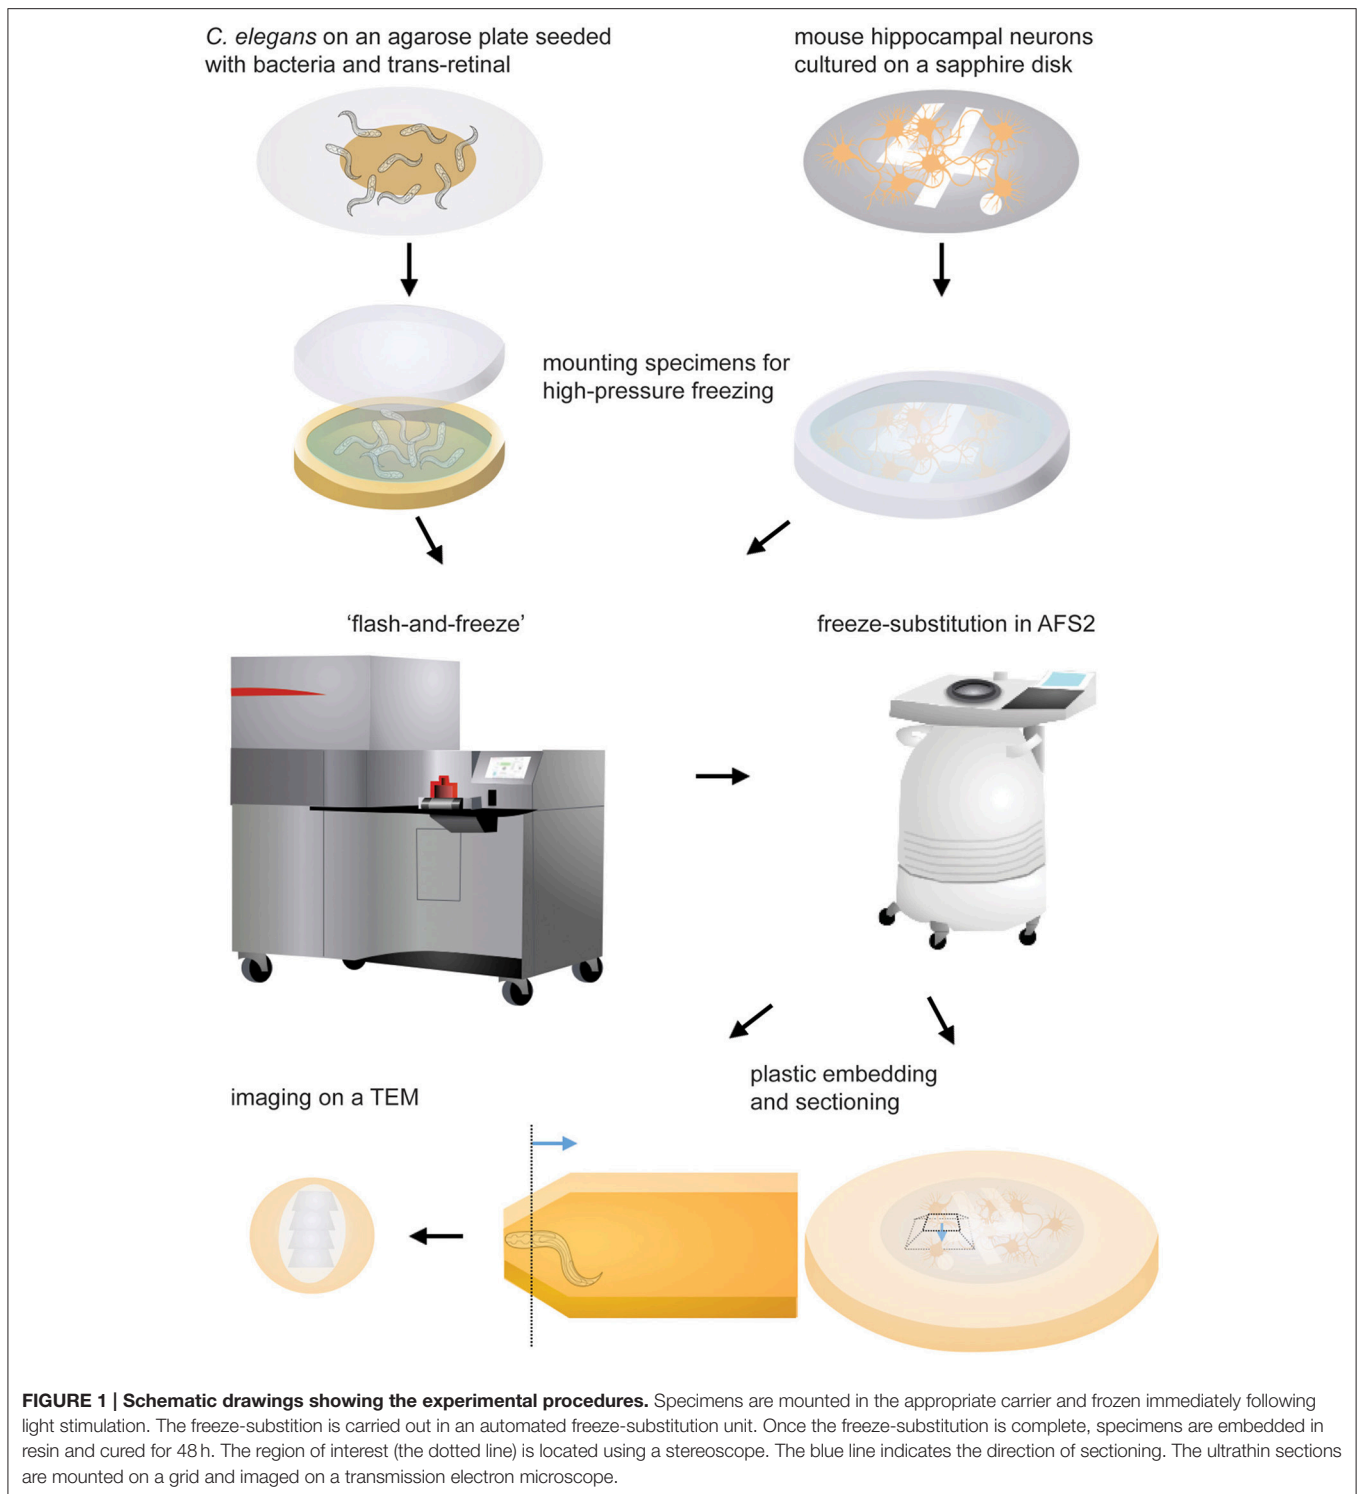 C. elegans on an agarose plate seeded
with bacteria and trans-retinal
mouse hippocampal neurons
cultured on a sapphire disk
mounting specimens for
high-pressure freezing
‘flash-and-freeze’
freeze-substitution in AFS2
plastic embedding
and sectioning
imaging on a TEM
FIGURE 1 | Schematic drawings showing the experimental procedures. Specimens are mounted in the appropriate carrier and frozen immediately following
light stimulation. The freeze-substition is carried out in an automated freeze-substitution unit. Once the freeze-substitution is complete, specimens are embedded in
resin and cured for 48 h. The region of interest (the dotted line) is located using a stereoscope. The blue line indicates the direction of sectioning. The ultrathin sections
are mounted on a grid and imaged on a transmission electron microscope.